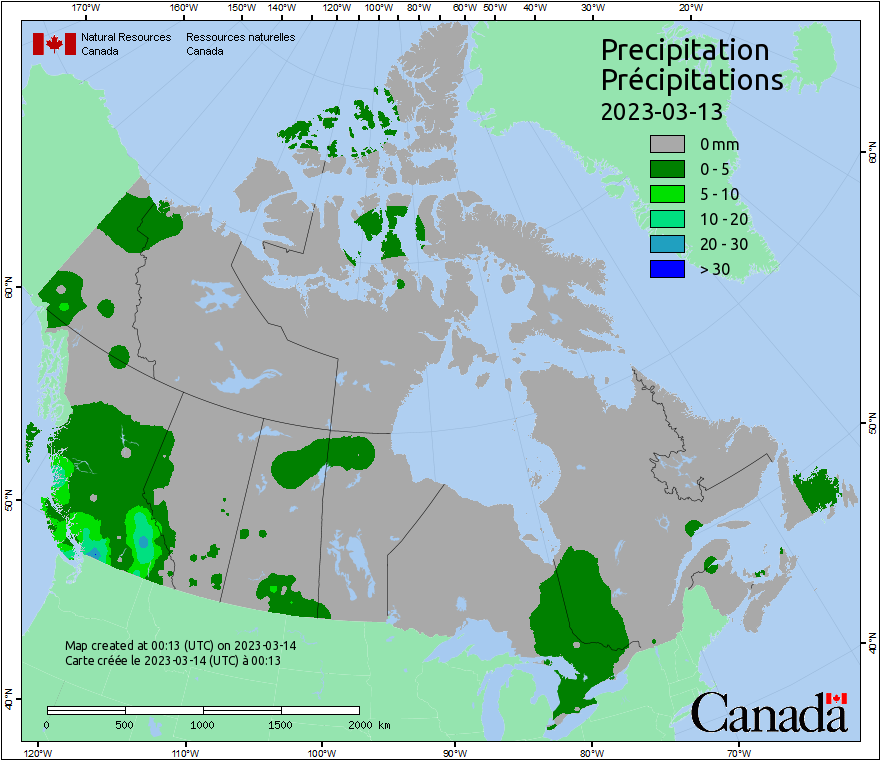 170°W 160°W 150°W 140°W 120°W 100°W 80°W 60°W 50°W 40°W 30°W 20°W
Natural Resources Ressources naturelles
Canada Canada
Precipitation
Précipitations
2023-03-13
0 mm
0 - 5
5 - 10
10 - 20
20 - 30
> 30
60°N
60°N
50°N
50°N
40°N
40°N
Map created at 00:13 (UTC) on 2023-03-14
Carte créée le 2023-03-14 (UTC) à 00:13
0 500 1000 1500 2000 km
Canada
120°W 110°W 100°W 90°W 80°W 70°W